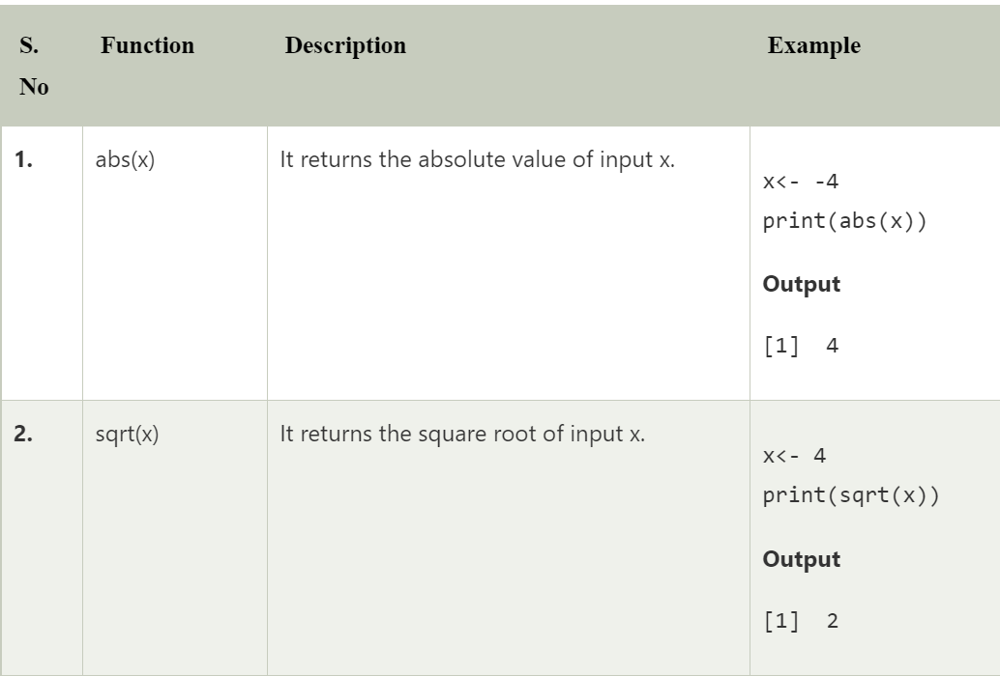 S. No Function Description Example
1. abs(x) It returns the absolute value of input x.
x<- -4
print(abs(x))
Output
[1]  4
2. sqrt(x) It returns the square root of input x.
x<- 4
print(sqrt(x))
Output
[1]  2